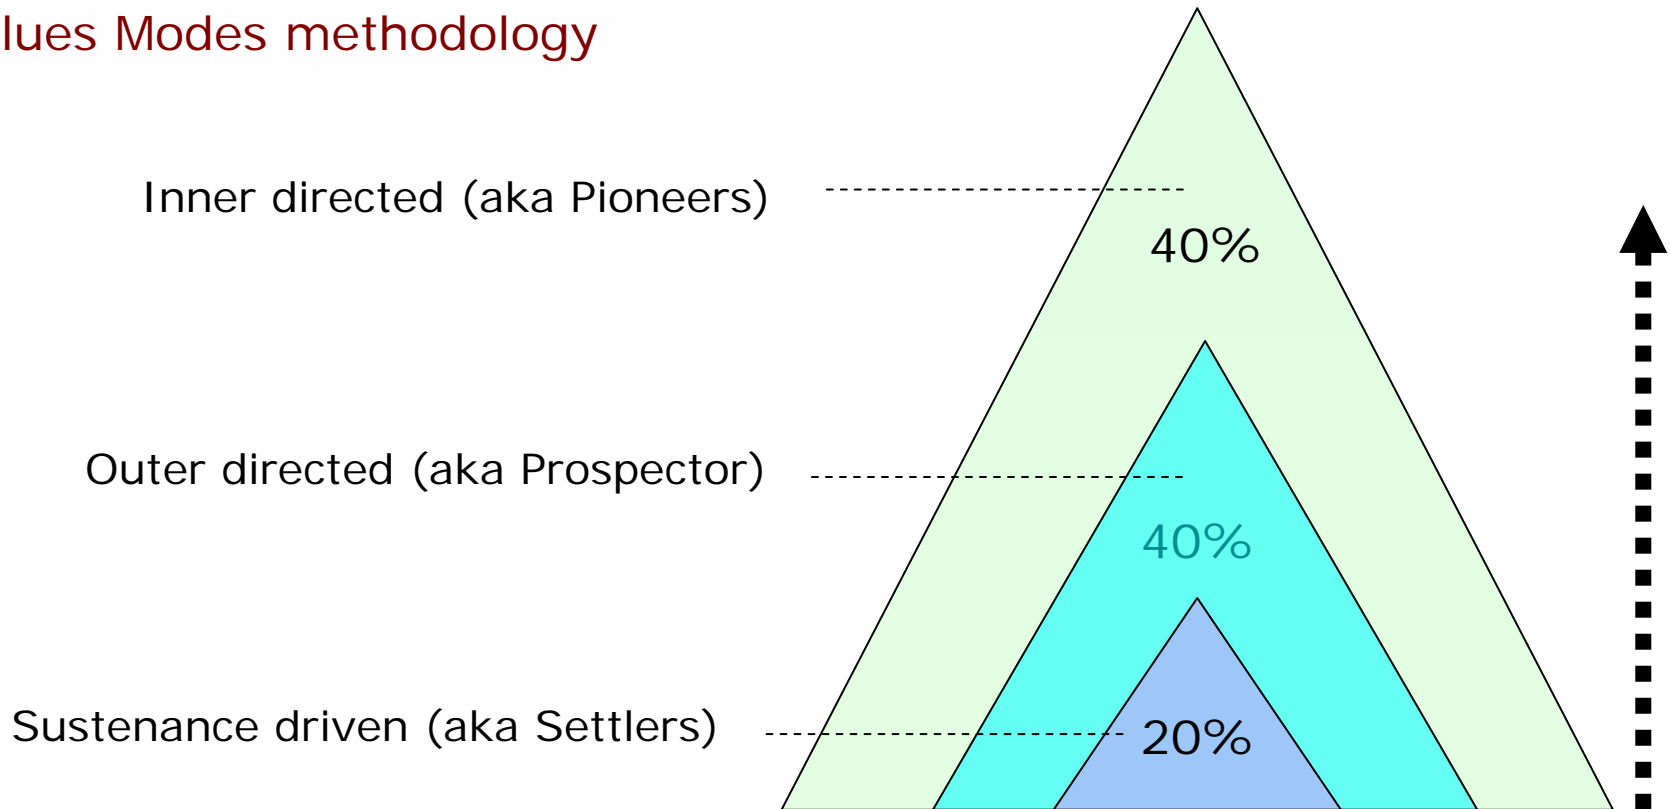 lues Modes methodology
Inner directed (aka Pioneers)
40%
Outer directed (aka Prospector)
40%
Sustenance driven (aka Settlers)
20%